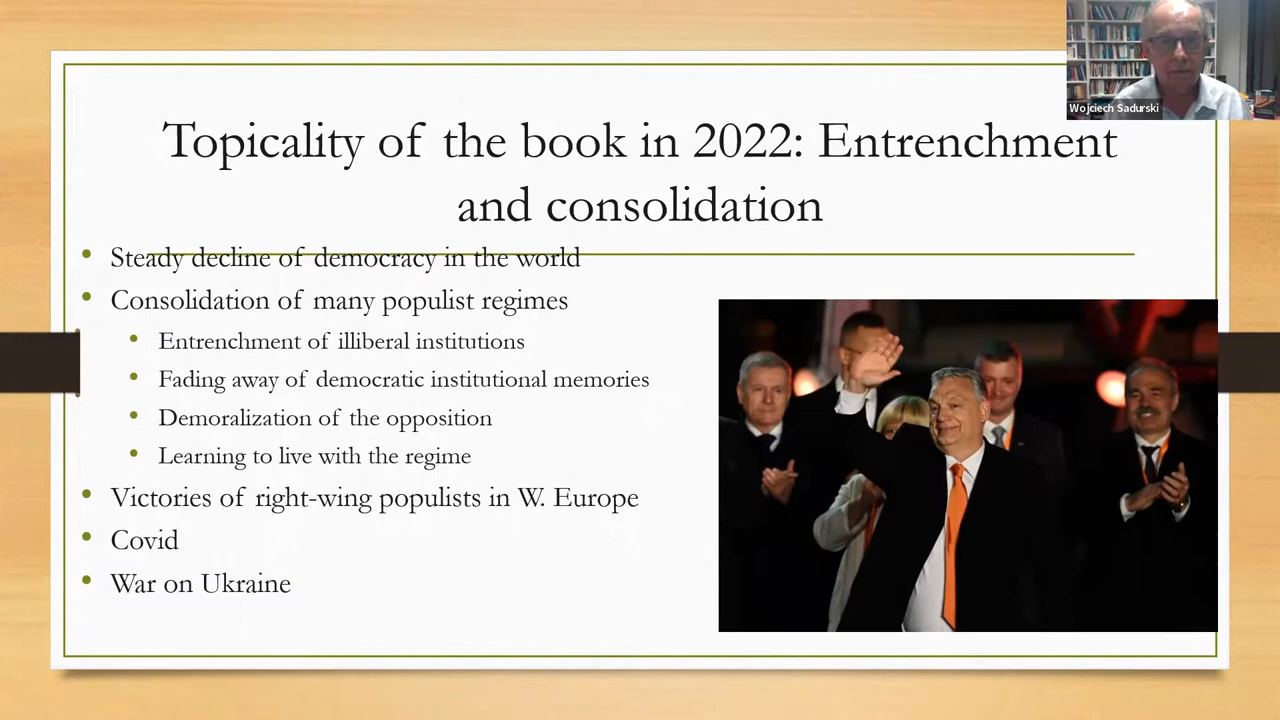 Wojciech Sadurski
Topicality of the book in 2022: Entrenchment
and consolidation
• Steady decline of democracy in the world
• Consolidation of many populist regimes
• Entrenchment of illiberal institutions
• Fading away of democratic institutional memories
• Demoralization of the opposition
• Learning to live with the regime
• Victories of right-wing populists in W. Europe
• Covid
• War on Ukraine